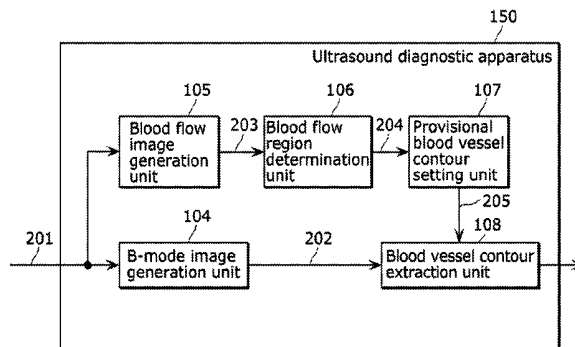 150
Ultrasound diagnostic apparatus
105
Blood flow
image
generation
unit
203
106
Blood flow
region
determination
unit
204
107
Provisional
blood vessel
contour
setting unit
205
201
104
B-mode image
generation unit
202
108
Blood vessel contour
extraction unit